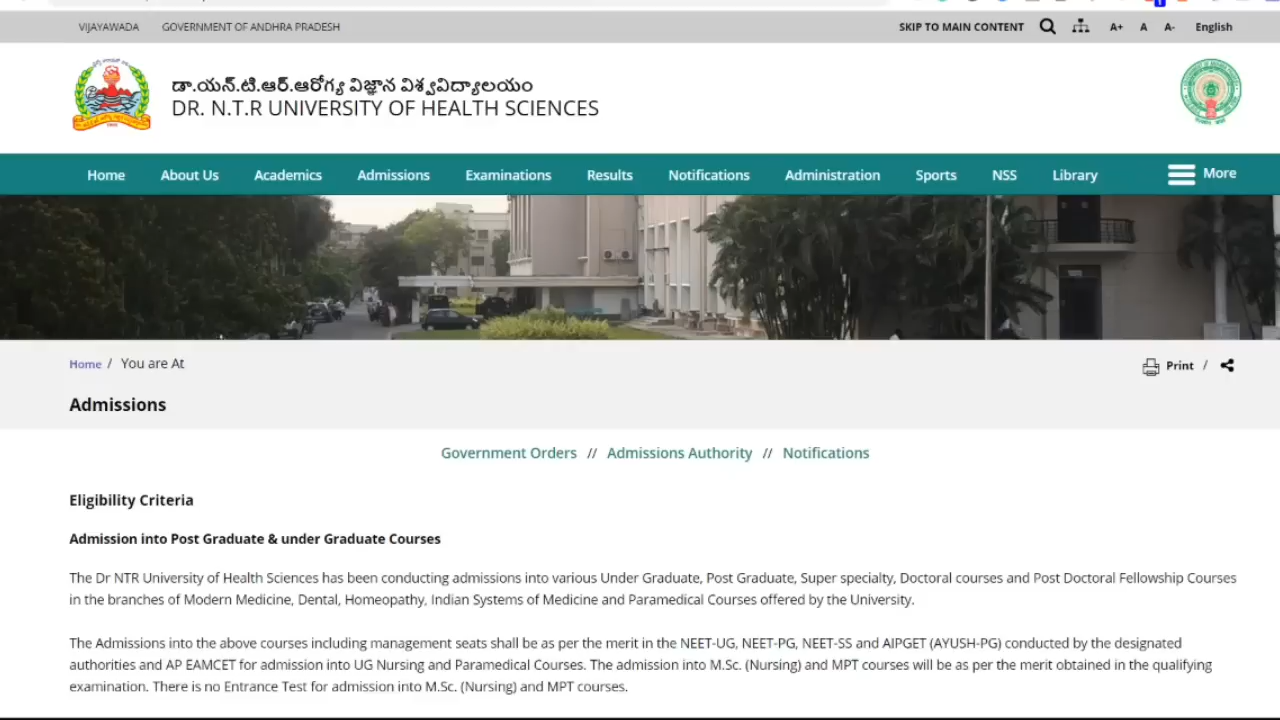 VIJAYAWADA GOVERNMENT OF ANDHRA PRADESH SKIP TO MAIN CONTENT A+ A A- English
డా.యన్.టి.ఆర్.ఆరోగ్య విజ్ఞాన విశ్వవిద్యాలయం
DR. N.T.R UNIVERSITY OF HEALTH SCIENCES
Home About Us Academics Admissions Examinations Results Notifications Administration Sports NSS Library More
Home / You are At Print /
Admissions
Government Orders // Admissions Authority // Notifications
Eligibility Criteria
Admission into Post Graduate & under Graduate Courses
The Dr NTR University of Health Sciences has been conducting admissions into various Under Graduate, Post Graduate, Super specialty, Doctoral courses and Post Doctoral Fellowship Courses
in the branches of Modern Medicine, Dental, Homeopathy, Indian Systems of Medicine and Paramedical Courses offered by the University.
The Admissions into the above courses including management seats shall be as per the merit in the NEET-UG, NEET-PG, NEET-SS and AIPGET (AYUSH-PG) conducted by the designated
authorities and AP EAMCET for admission into UG Nursing and Paramedical Courses. The admission into M.Sc. (Nursing) and MPT courses will be as per the merit obtained in the qualifying
examination. There is no Entrance Test for admission into M.Sc. (Nursing) and MPT courses.